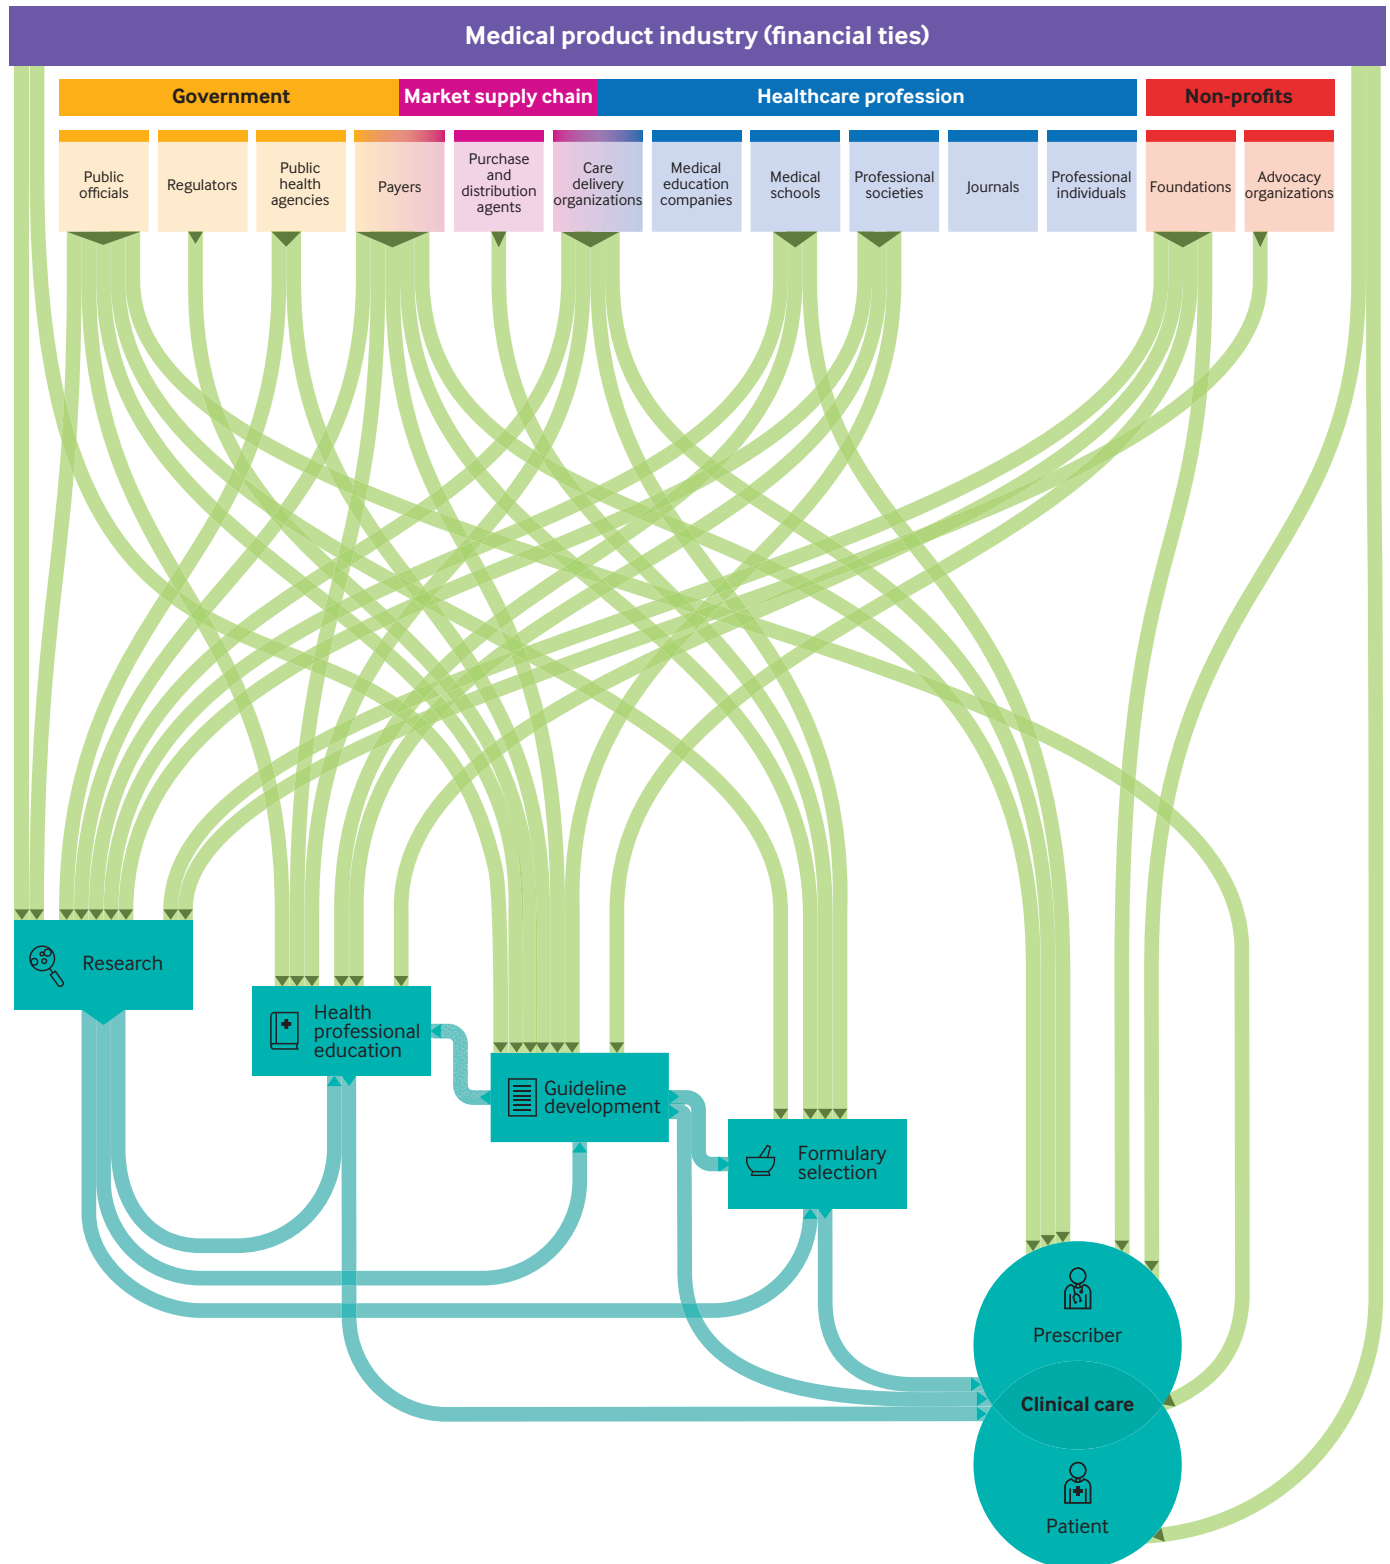 Medical product industry (financial ties)
Government
Market supply chain
Healthcare profession
Non-profits
Public
officials
Regulators
Public
health
agencies
Payers
Purchase
and
distribution
agents
Care
delivery
organizations
Medical
education
companies
Medical
schools
Professional
societies
Journals
Professional
individuals
Foundations
Advocacy
organizations
Research
Health
professional
education
Guideline
development
Formulary
selection
Prescriber
Clinical care
Patient